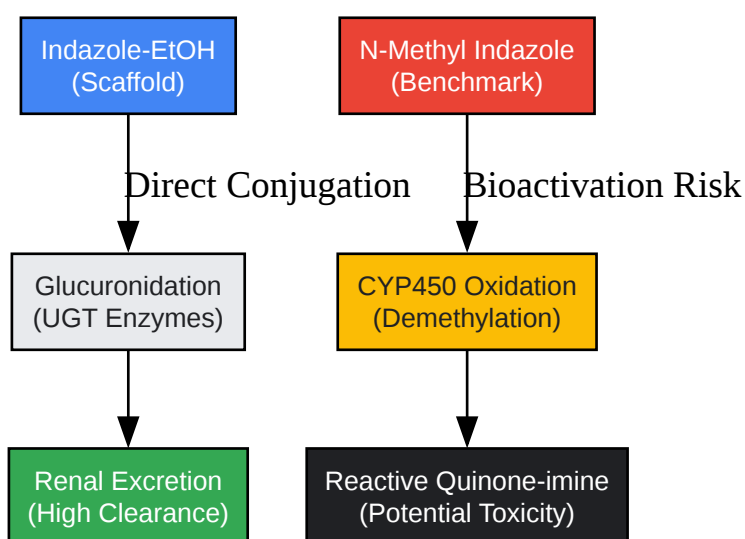 Indazole-EtOH
(Scaffold)
N-Methyl Indazole
(Benchmark)
Direct Conjugation
Bioactivation Risk
Glucuronidation
(UGT Enzymes)
CYP450 Oxidation
(Demethylation)
Renal Excretion
(High Clearance)
Reactive Quinone-imine
(Potential Toxicity)